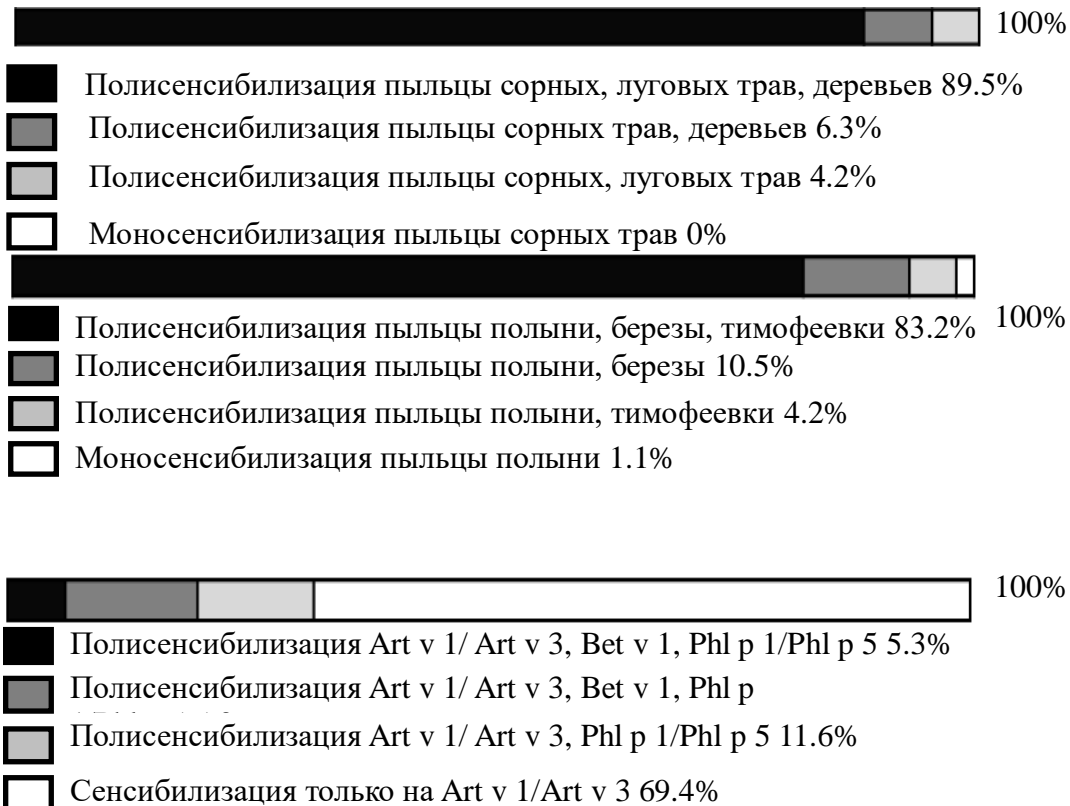 100%
Полисенсибилизация пыльцы сорных, луговых трав, деревьев 89.5%
Полисенсибилизация пыльцы сорных трав, деревьев 6.3%
Полисенсибилизация пыльцы сорных, луговых трав 4.2%
Моносенсибилизация пыльцы сорных трав 0%
100%
Полисенсибилизация пыльцы полыни, березы, тимофеевки 83.2%
Полисенсибилизация пыльцы полыни, березы 10.5%
Полисенсибилизация пыльцы полыни, тимофеевки 4.2%
Моносенсибилизация пыльцы полыни 1.1%
100%
Полисенсибилизация Art v 1/ Art v 3, Bet v 1, Phl p 1/Phl p 5 5.3%
Полисенсибилизация Art v 1/ Art v 3, Bet v 1, Phl p
Полисенсибилизация Art v 1/ Art v 3, Phl p 1/Phl p 5 11.6%
Сенсибилизация только на Art v 1/Art v 3 69.4%